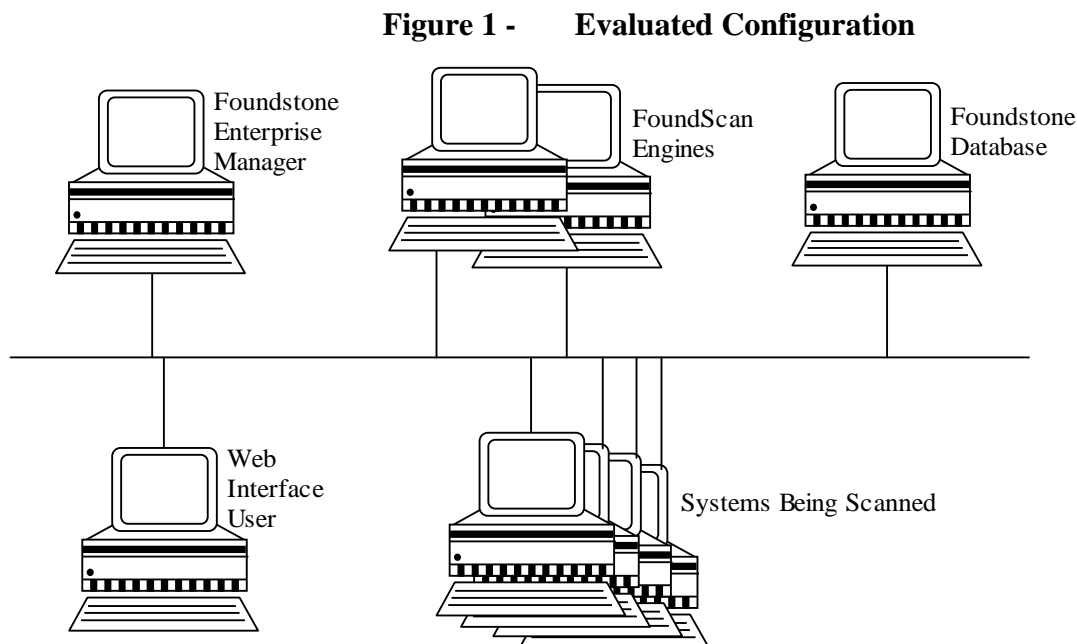 Figure 1 - Evaluated Configuration
Foundstone
Enterprise
Manager
FoundScan
Engines
Foundstone
Database
Web
Interface
User
Systems Being Scanned